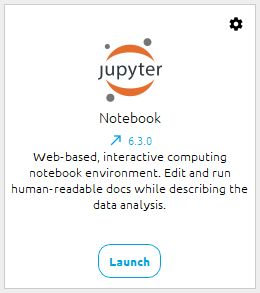 jupyter
Notebook
6.3.0
Web-based, interactive computing
notebook environment. Edit and run
human-readable docs while describing the
data analysis.
Launch